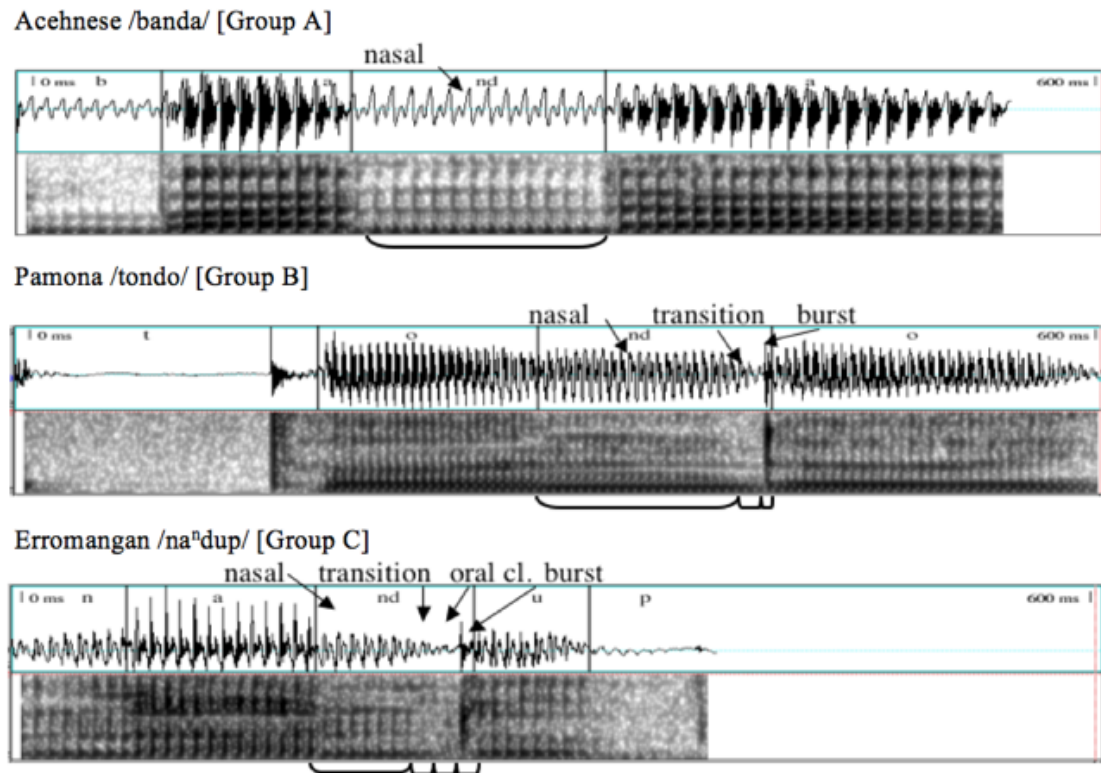 Acehnese /banda/ [Group A]
nasal
0 ms b a nd a 600 ms
Pamona /tondo/ [Group B]
nasal transition burst
0 ms t o nd o 600 ms
Erromangan /naⁿdup/ [Group C]
nasal transition oral cl. burst
0 ms n a nd u p 600 ms